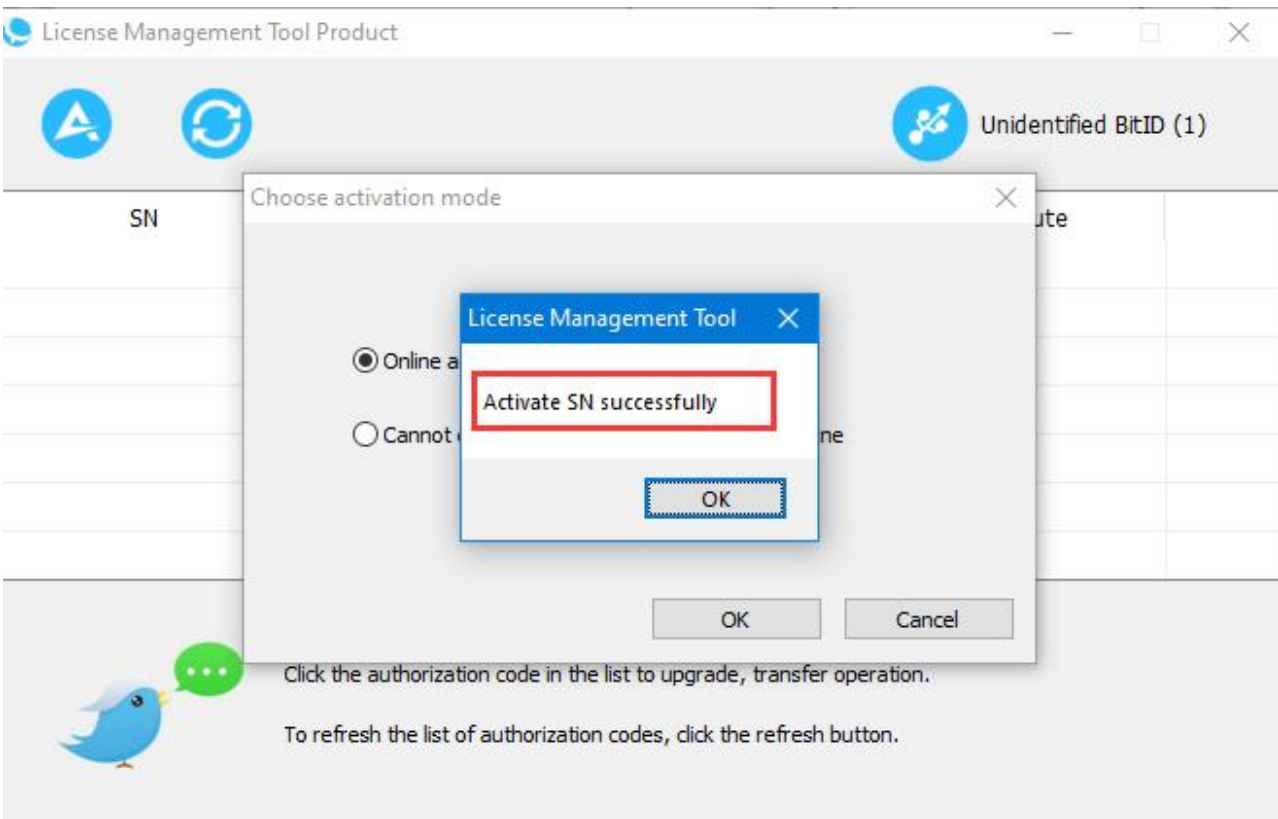 License Management Tool Product
Unidentified BitID (1)
Choose activation mode
SN
License Management Tool
Online
Activate SN successfully
Cannot
OK
OK
Cancel
Click the authorization code in the list to upgrade, transfer operation.
To refresh the list of authorization codes, click the refresh button.